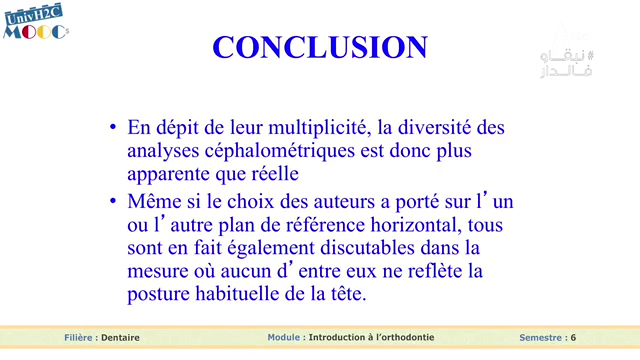 UnivH2C
MOOCs
CONCLUSION
#نبقاو
فالدار
• En dépit de leur multiplicité, la diversité des
analyses céphalométriques est donc plus
apparente que réelle
• Même si le choix des auteurs a porté sur l’un
ou l’autre plan de référence horizontal, tous
sont en fait également discutables dans la
mesure où aucun d’entre eux ne reflète la
posture habituelle de la tête.
Filière : Dentaire
Module : Introduction à l’orthodontie
Semestre : 6